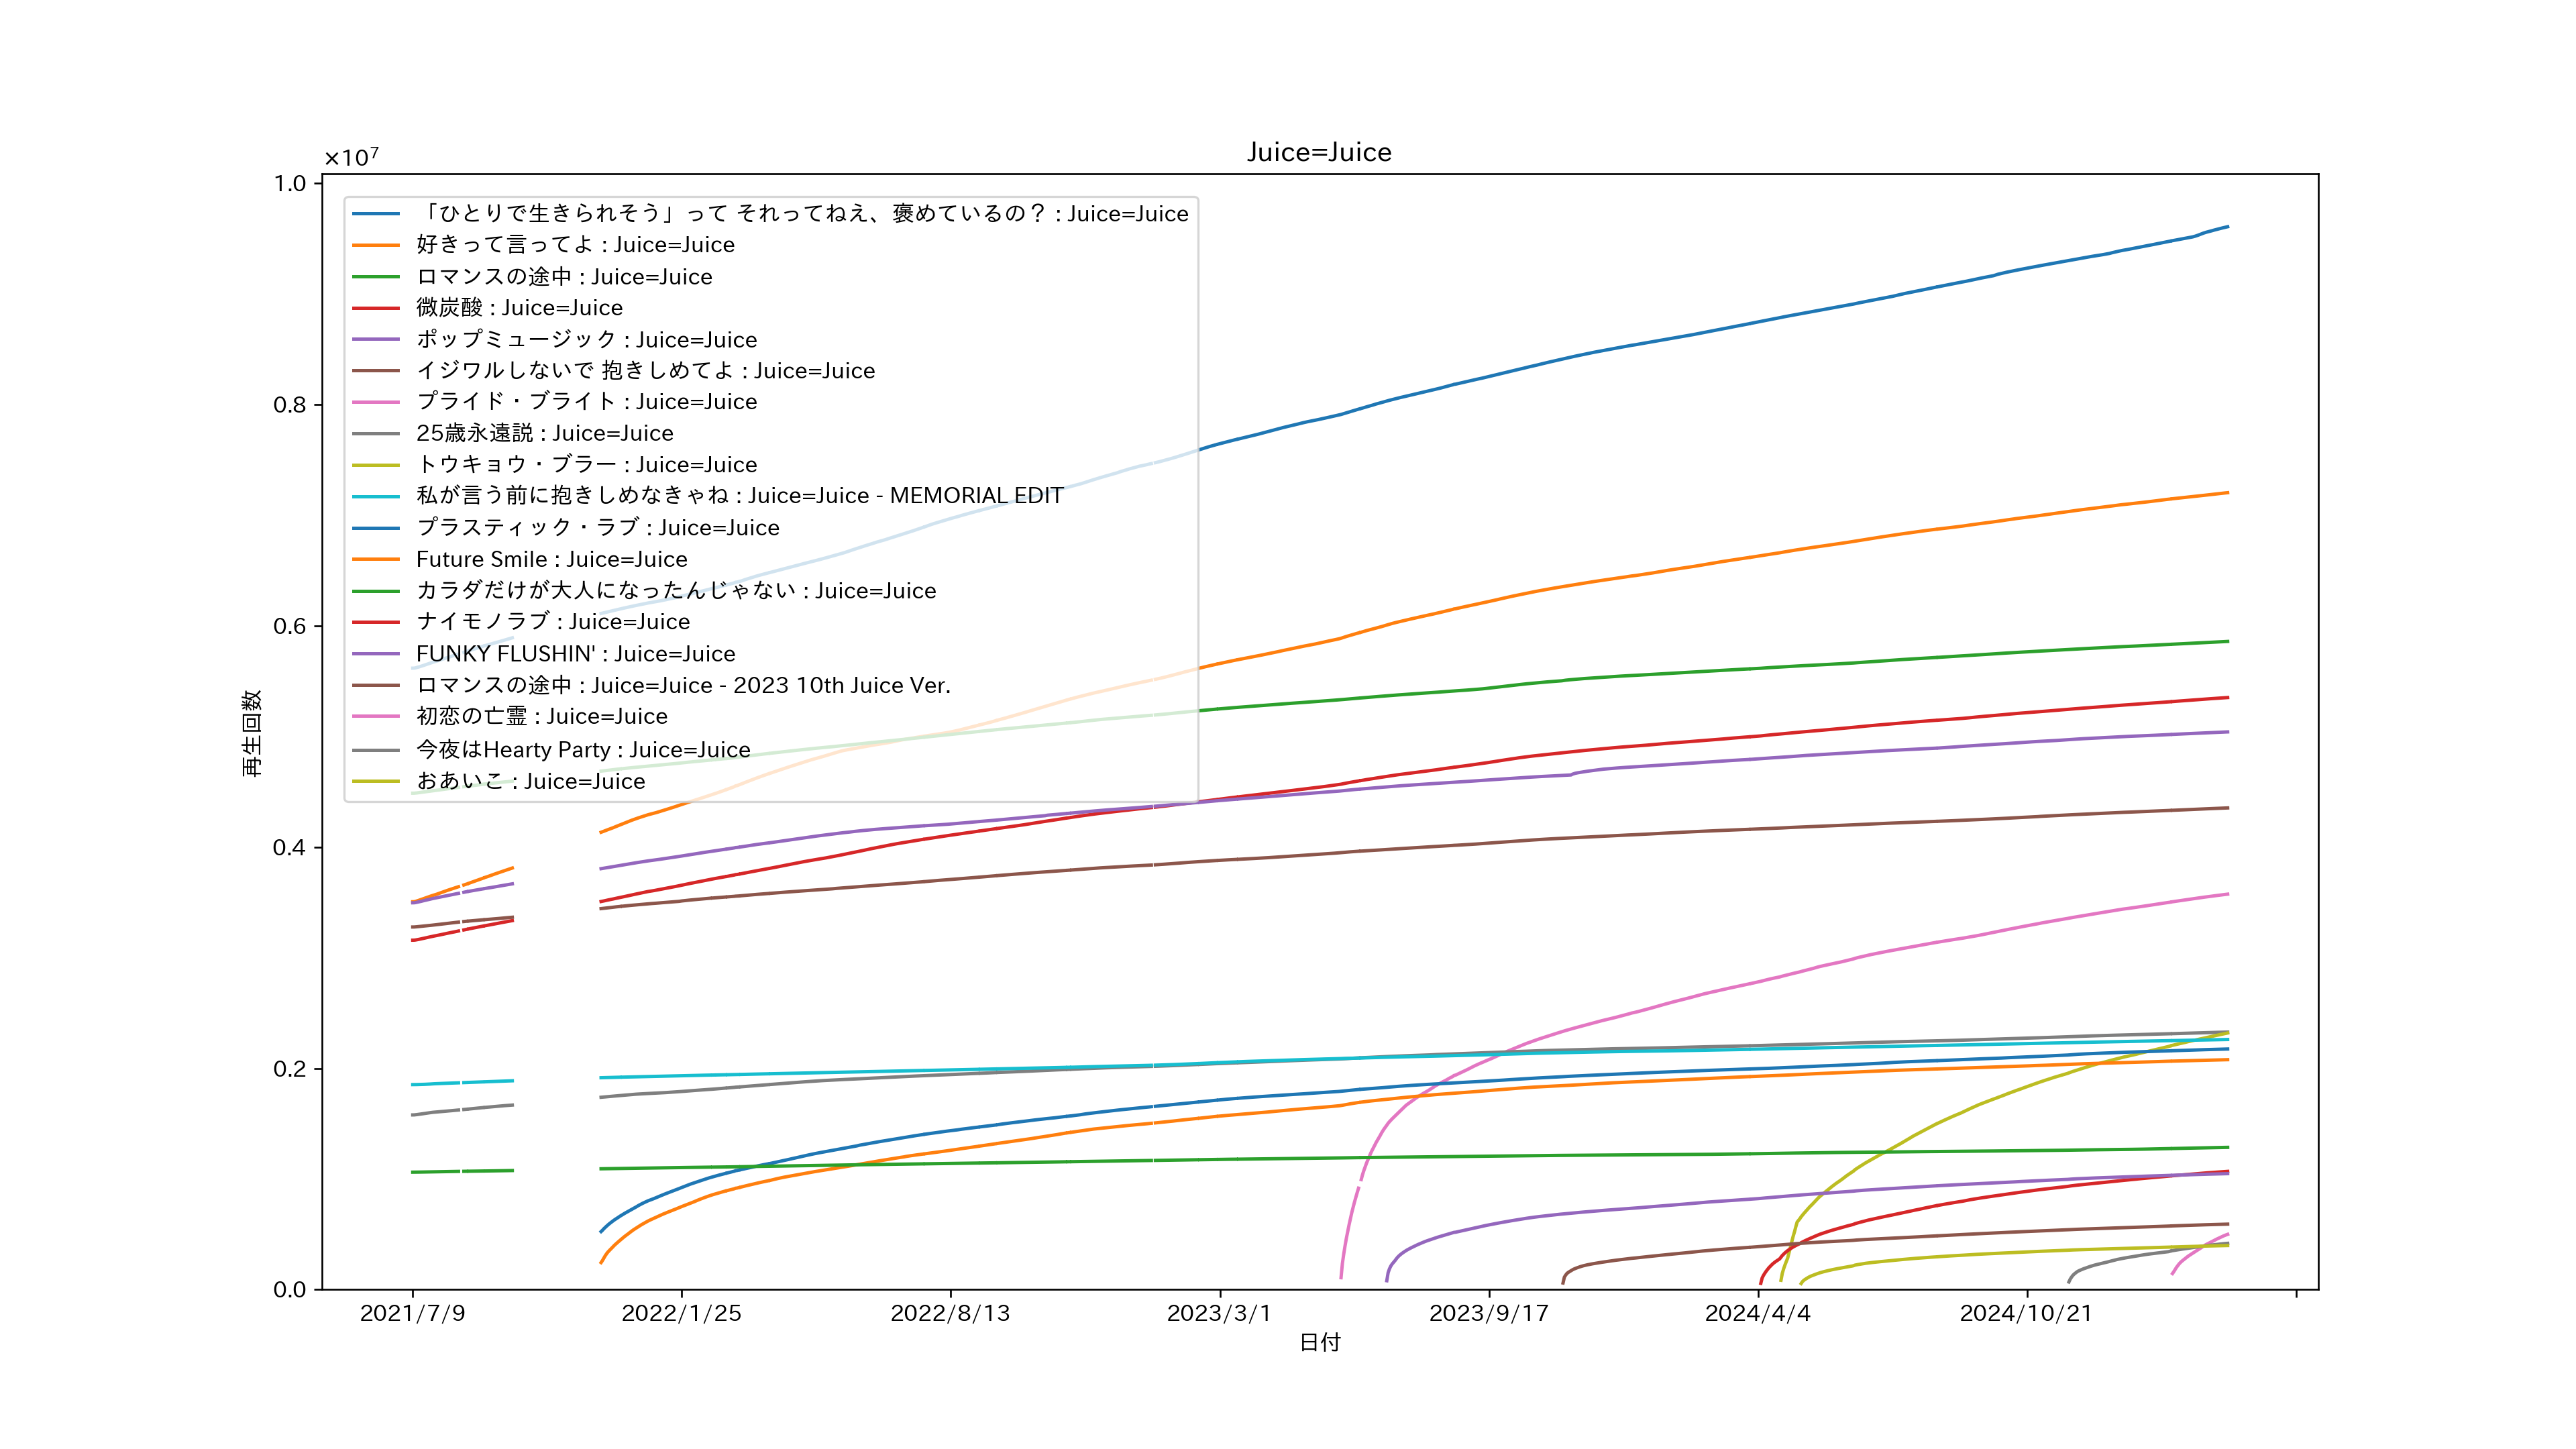 Juice=Juice
×10⁷
1.0
0.8
0.6
0.4
0.2
0.0
再生回数
「ひとりで生きられそう」って それってねえ、褒めているの？ : Juice=Juice
好きって言ってよ : Juice=Juice
ロマンスの途中 : Juice=Juice
微炭酸 : Juice=Juice
ポップミュージック : Juice=Juice
イジワルしないで 抱きしめてよ : Juice=Juice
プライド・ブライト : Juice=Juice
25歳永遠説 : Juice=Juice
トウキョウ・ブラー : Juice=Juice
私が言う前に抱きしめなきゃね : Juice=Juice - MEMORIAL EDIT
プラスティック・ラブ : Juice=Juice
Future Smile : Juice=Juice
カラダだけが大人になったんじゃない : Juice=Juice
ナイモノラブ : Juice=Juice
FUNKY FLUSHIN' : Juice=Juice
ロマンスの途中 : Juice=Juice - 2023 10th Juice Ver.
初恋の亡霊 : Juice=Juice
今夜はHearty Party : Juice=Juice
おあいこ : Juice=Juice
2021/7/9 2022/1/25 2022/8/13 2023/3/1 2023/9/17 2024/4/4 2024/10/21
日付